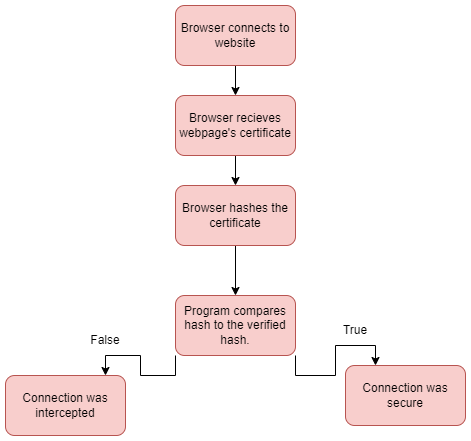 Browser connects to
website
Browser recieves
webpage's certificate
Browser hashes the
certificate
Program compares
hash to the verified
hash.
False
True
Connection was
intercepted
Connection was
secure